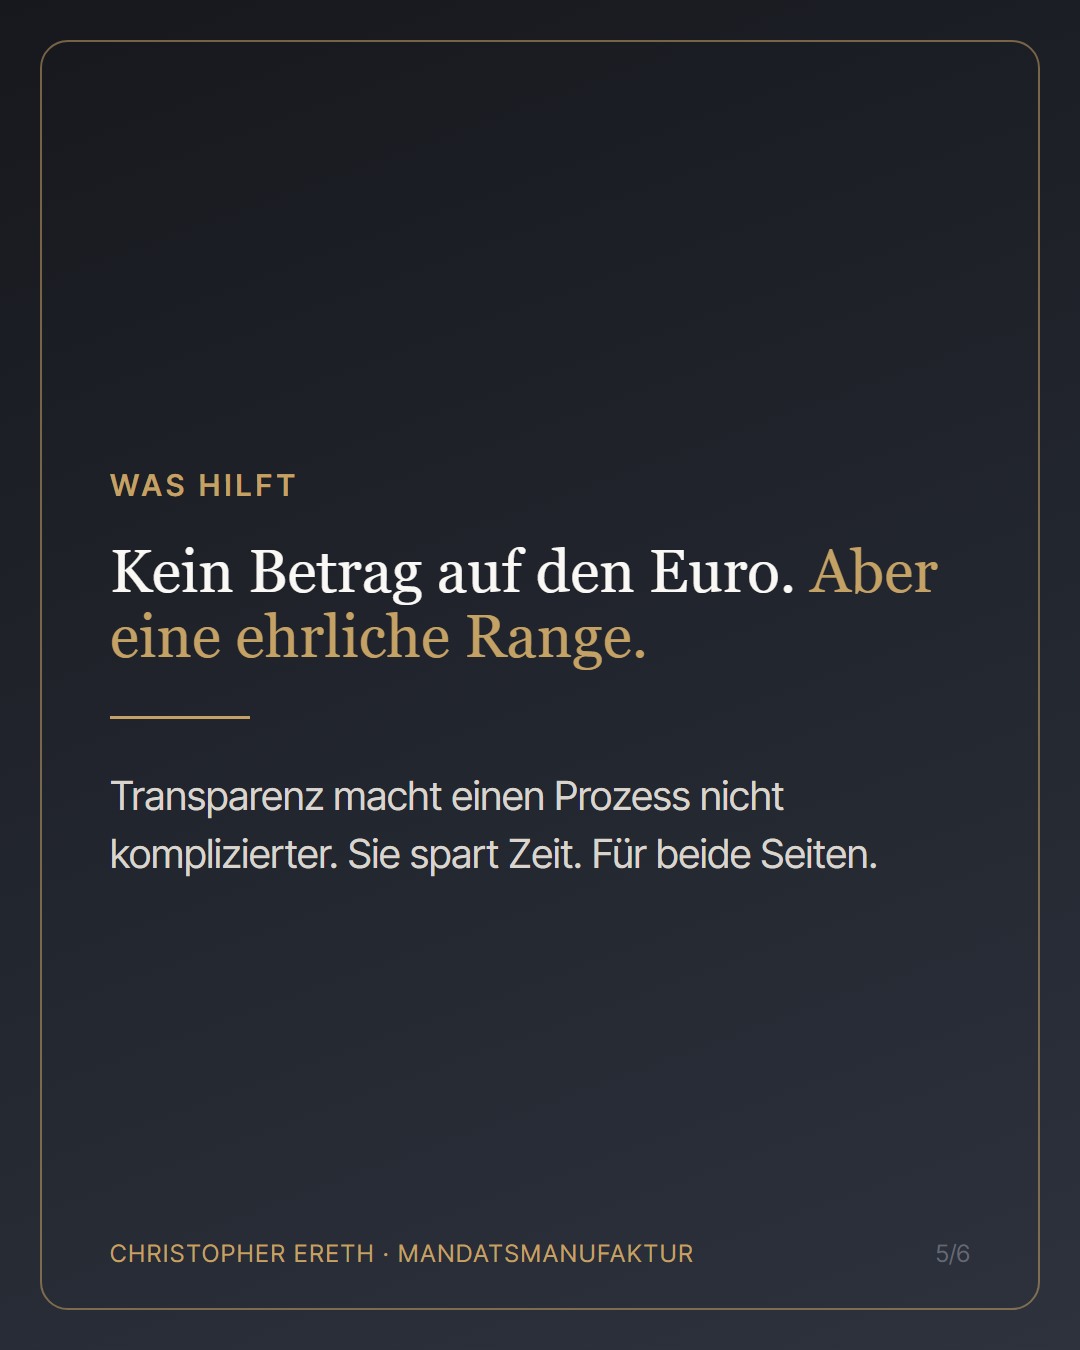 WAS HILFT
Kein Betrag auf den Euro. Aber
eine ehrliche Range.
Transparenz macht einen Prozess nicht
komplizierter. Sie spart Zeit. Für beide Seiten.
CHRISTOPHER ERETH · MANDATSMANUFAKTUR
5/6